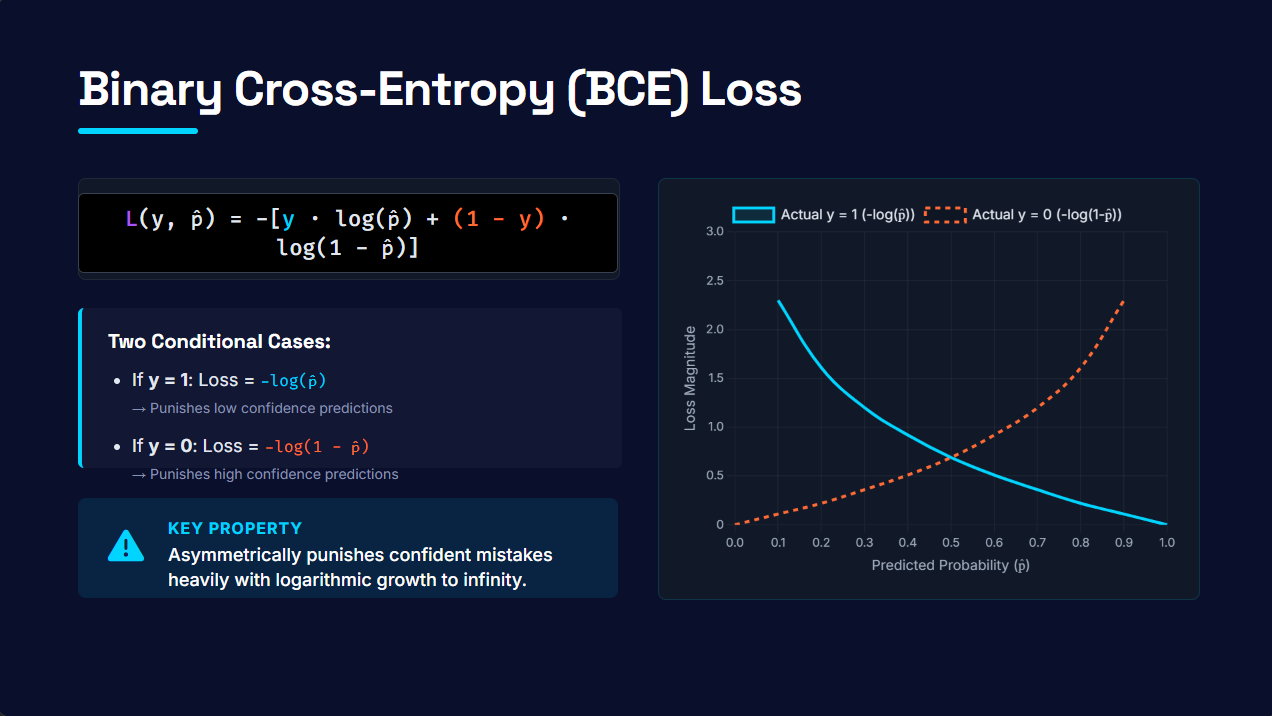 Binary Cross-Entropy (BCE) Loss
L(y, p̂) = -[y · log(p̂) + (1 - y) ·
log(1 - p̂)]
Two Conditional Cases:
• If y = 1: Loss = -log(p̂)
→ Punishes low confidence predictions
• If y = 0: Loss = -log(1 - p̂)
→ Punishes high confidence predictions
KEY PROPERTY
Asymmetrically punishes confident mistakes
heavily with logarithmic growth to infinity.
Actual y = 1 (-log(p̂)) Actual y = 0 (-log(1-p̂))
Loss Magnitude
3.0
2.5
2.0
1.5
1.0
0.5
0
0.0 0.1 0.2 0.3 0.4 0.5 0.6 0.7 0.8 0.9 1.0
Predicted Probability (p̂)